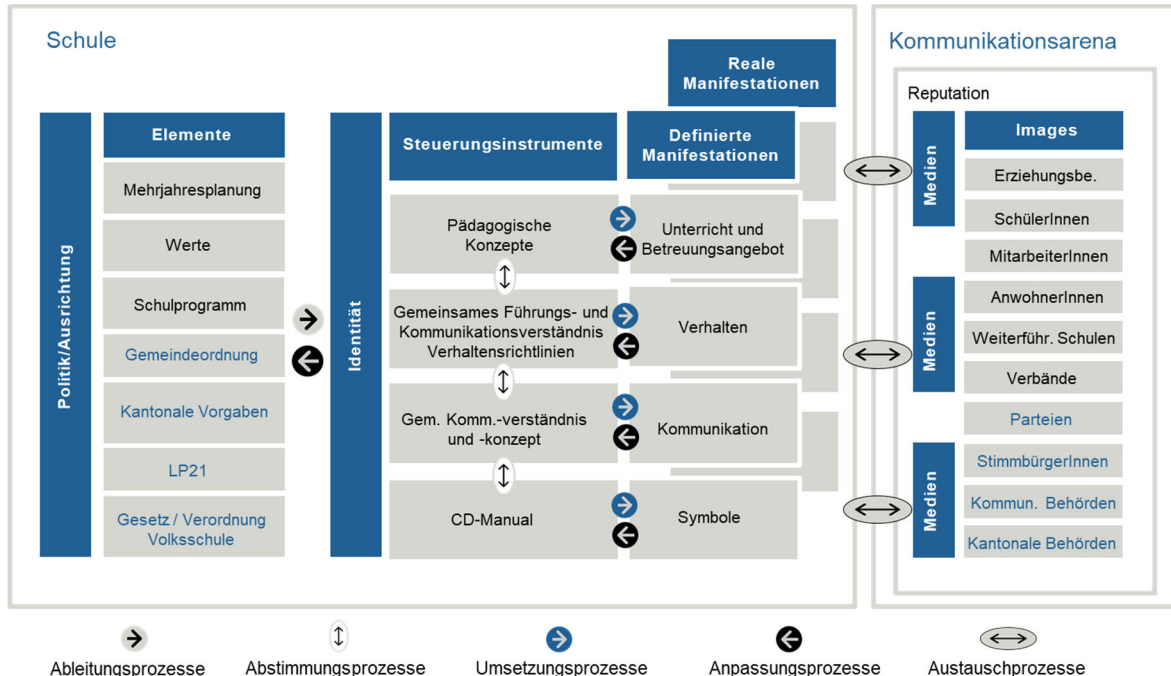 Schule
Kommunikationsarena
Reale
Manifestationen
Reputation
Politik/Ausrichtung
Elemente
Mehrjahresplanung
Werte
Schulprogramm
Gemeindeordnung
Kantonale Vorgaben
LP21
Gesetz / Verordnung
Volksschule
Identität
Steuerungsinstrumente
Pädagogische
Konzepte
Gemeinsames Führungs- und
Kommunikationsverständnis
Verhaltensrichtlinien
Gem. Komm.-verständnis
und -konzept
CD-Manual
Definierte
Manifestationen
Unterricht und
Betreuungsangebot
Verhalten
Kommunikation
Symbole
Medien
Medien
Medien
Images
Erziehungsbe.
SchülerInnen
MitarbeiterInnen
AnwohnerInnen
Weiterführ. Schulen
Verbände
Parteien
StimmbürgerInnen
Kommun. Behörden
Kantonale Behörden
Ableitungsprozesse
Abstimmungsprozesse
Umsetzungsprozesse
Anpassungsprozesse
Austauschprozesse